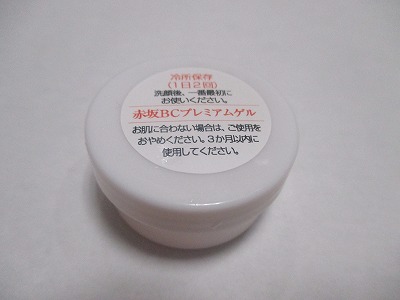 冷所保存
(1日2回)
洗顔後、一番最初に
お使いください。
赤坂BCプレミアムゲル
お肌に合わない場合は、ご使用を
おやめください。3か月以内に
使用してください。